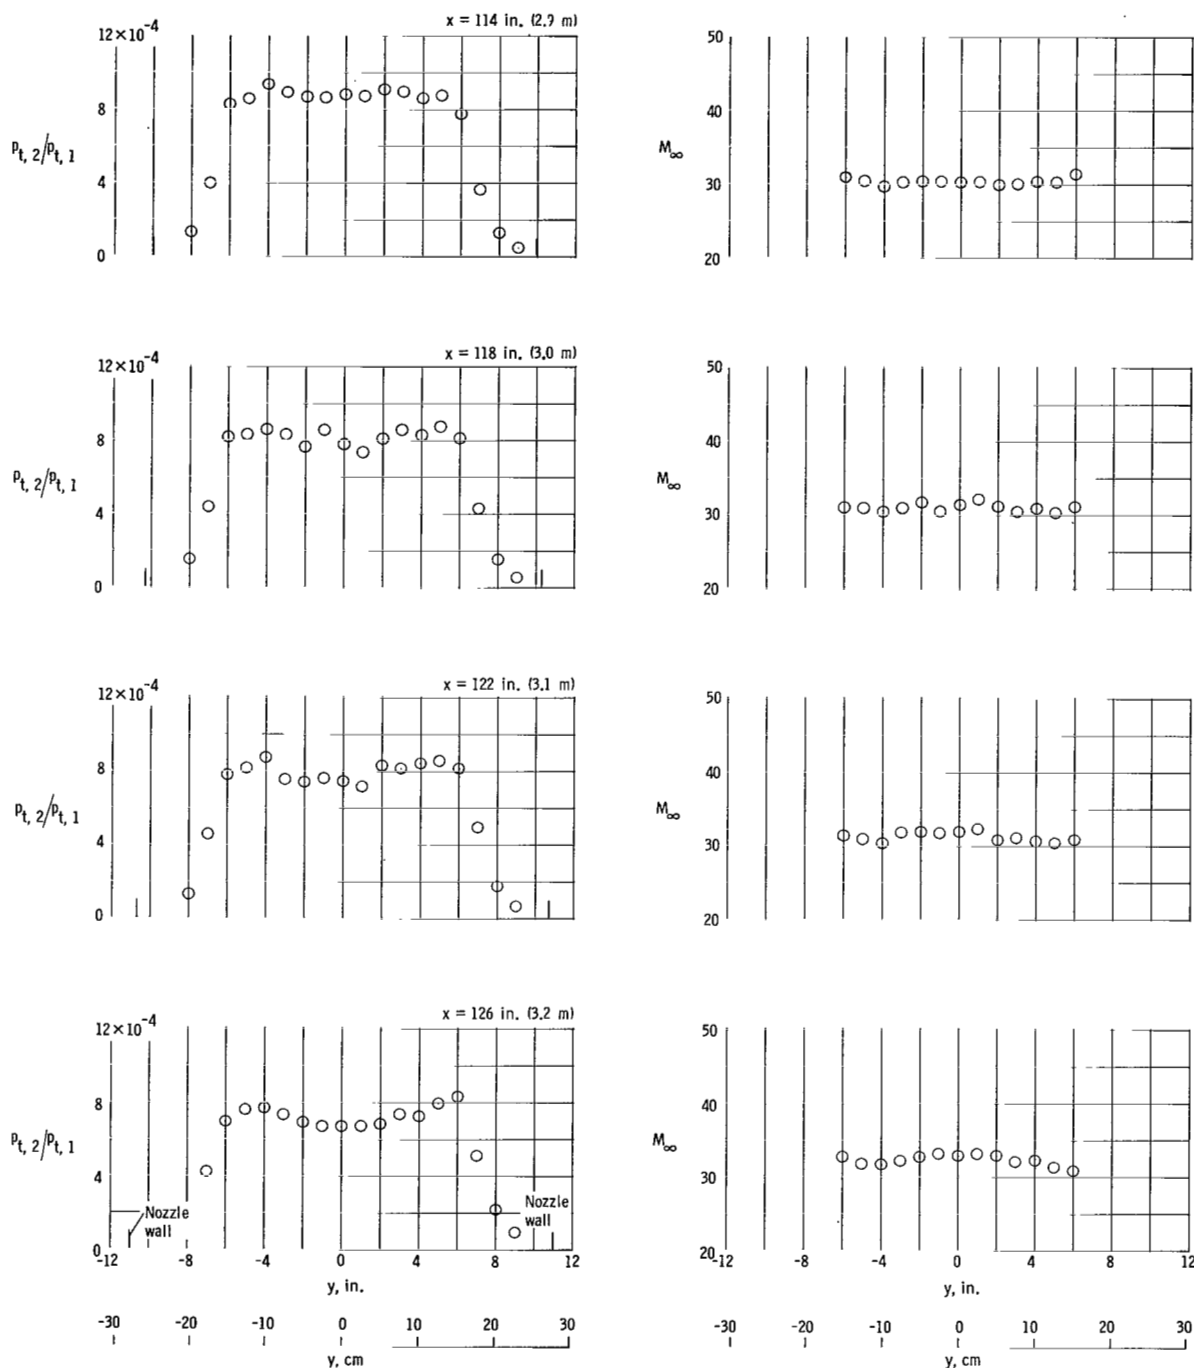 x = 114 in. (2.9 m)
12×10⁻⁴
8
p_t, 2/p_t, 1
4
0
50
40
M_∞
30
20
x = 118 in. (3.0 m)
12×10⁻⁴
8
p_t, 2/p_t, 1
4
0
50
40
M_∞
30
20
x = 122 in. (3.1 m)
12×10⁻⁴
8
p_t, 2/p_t, 1
4
0
50
40
M_∞
30
20
x = 126 in. (3.2 m)
12×10⁻⁴
8
p_t, 2/p_t, 1
4
Nozzle
wall
Nozzle
wall
0
-12 -8 -4 0 4 8 12
y, in.
-30 -20 -10 0 10 20 30
y, cm
50
40
M_∞
30
20
-12 -8 -4 0 4 8 12
y, in.
-30 -20 -10 0 10 20 30
y, cm